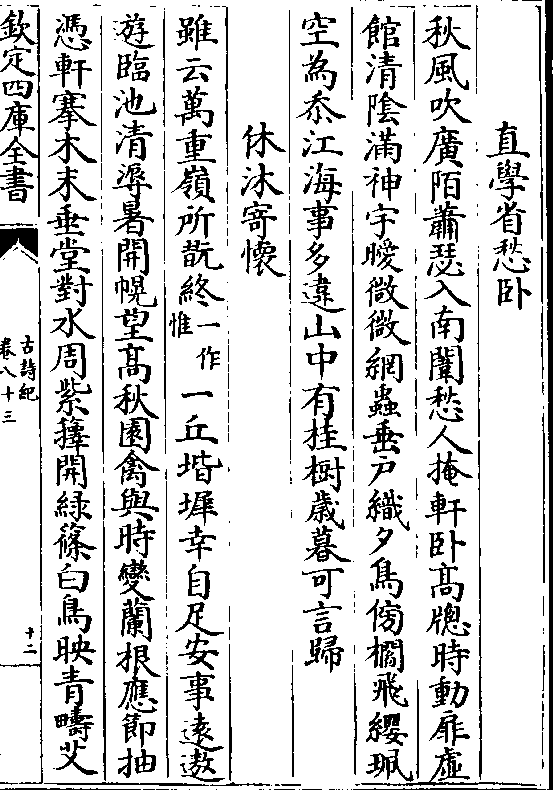 直學省愁卧
秋風吹廣陌蕭瑟入南闈愁人掩軒卧高牕時動扉虛
館清陰滿神宇曖微微網蟲垂户織夕鳥傍櫩飛纓珮
空為忝江海事多違山中有桂樹歳暮可言歸
休沐寄懷
雖云萬重嶺所翫終一作惟一丘堦墀幸自足安事遠遨
遊臨池清溽暑開幌望髙秋園禽與時變蘭根應節抽
憑軒搴木末垂堂對水周紫籜開緑篠白鳥映青疇艾
欽定四庫全書
古詩紀
卷八十三
十二